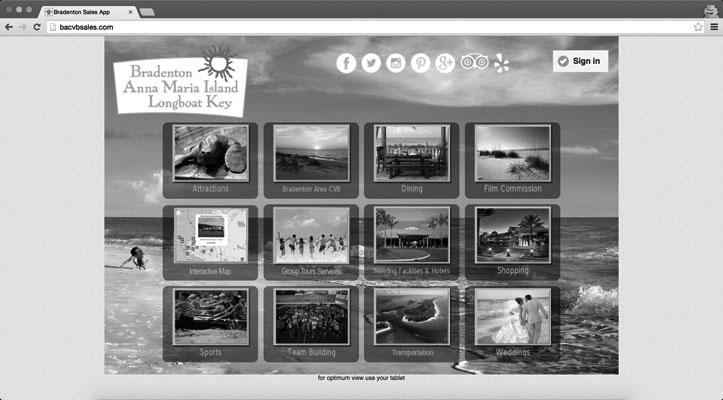 Bradenton Sales App
bacvbsales.com
Bradenton
Anna Maria Island
Longboat Key
Sign in
Attractions
Bradenton Area CVB
Dining
Film Commission
Interactive Map
Group Tours Services
Meeting Facilities & Hotels
Shopping
Sports
Team Building
Transportation
Weddings
for optimum view use your tablet